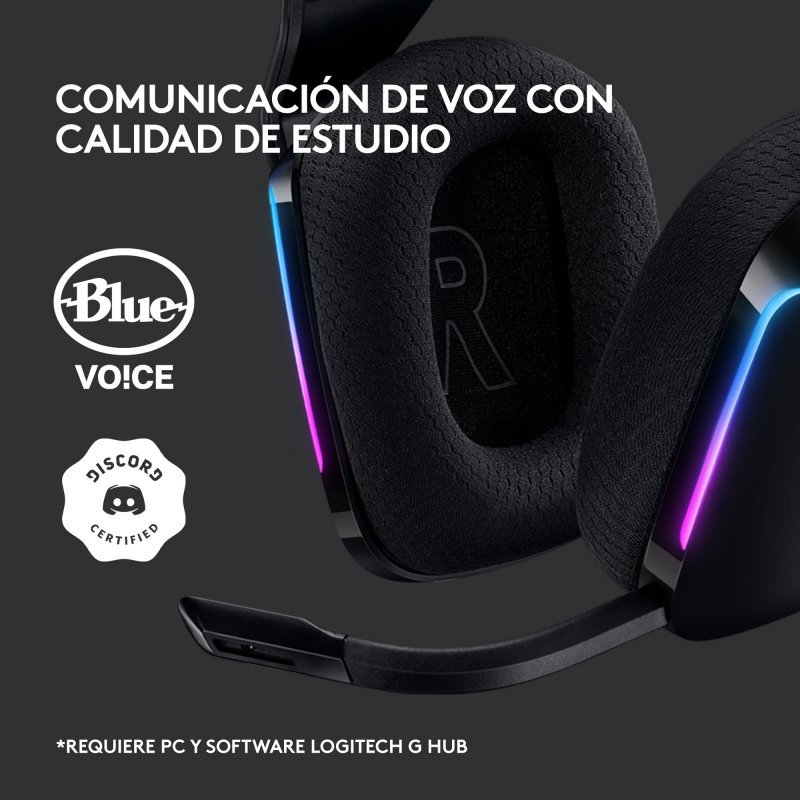 COMUNICACIÓN DE VOZ CON
CALIDAD DE ESTUDIO
R
Blue
VO!CE
DISCORD
CERTIFIED
*REQUIERE PC Y SOFTWARE LOGITECH G HUB